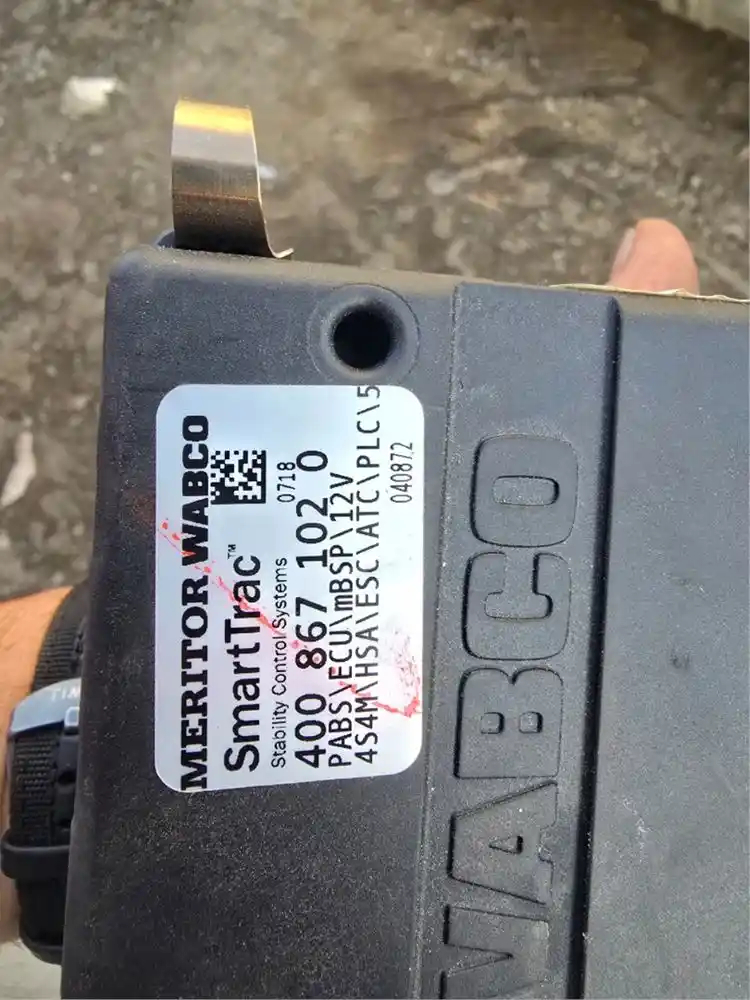 MERITOR WABCO
SmartTrac™
Stability Control Systems
0718
400 867 102 0
PABS\ECU\mBSP\12V
4S4M\HSA\ESC\ATC\PLC\5
040872
WABCO
TIM